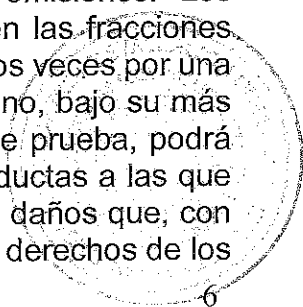 en las fracciones
os veces por una
no, bajo su más
e prueba, podrá
ductas a las que
daños que, con
derechos de los
6